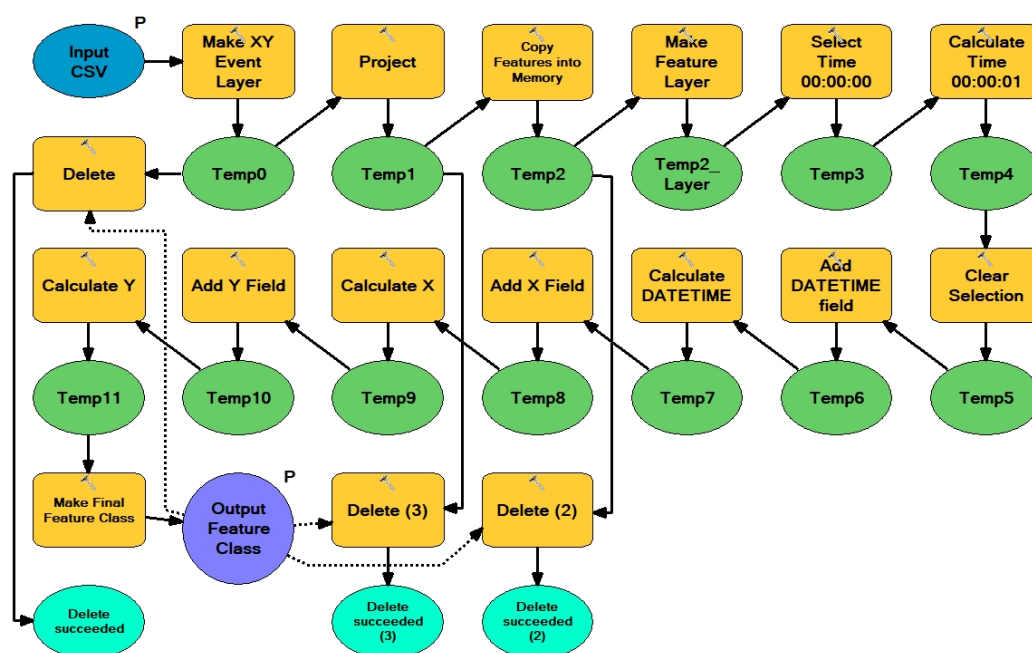 P
Input
CSV
Make XY
Event
Layer
Project
Copy
Features into
Memory
Make
Feature
Layer
Select
Time
00:00:00
Calculate
Time
00:00:01
Delete
Temp0
Temp1
Temp2
Temp2_
Layer
Temp3
Temp4
Calculate Y
Add Y Field
Calculate X
Add X Field
Calculate
DATETIME
Add
DATETIME
field
Clear
Selection
Temp11
Temp10
Temp9
Temp8
Temp7
Temp6
Temp5
Make Final
Feature Class
P
Output
Feature
Class
Delete (3)
Delete (2)
Delete
succeeded
Delete
succeeded
(3)
Delete
succeeded
(2)